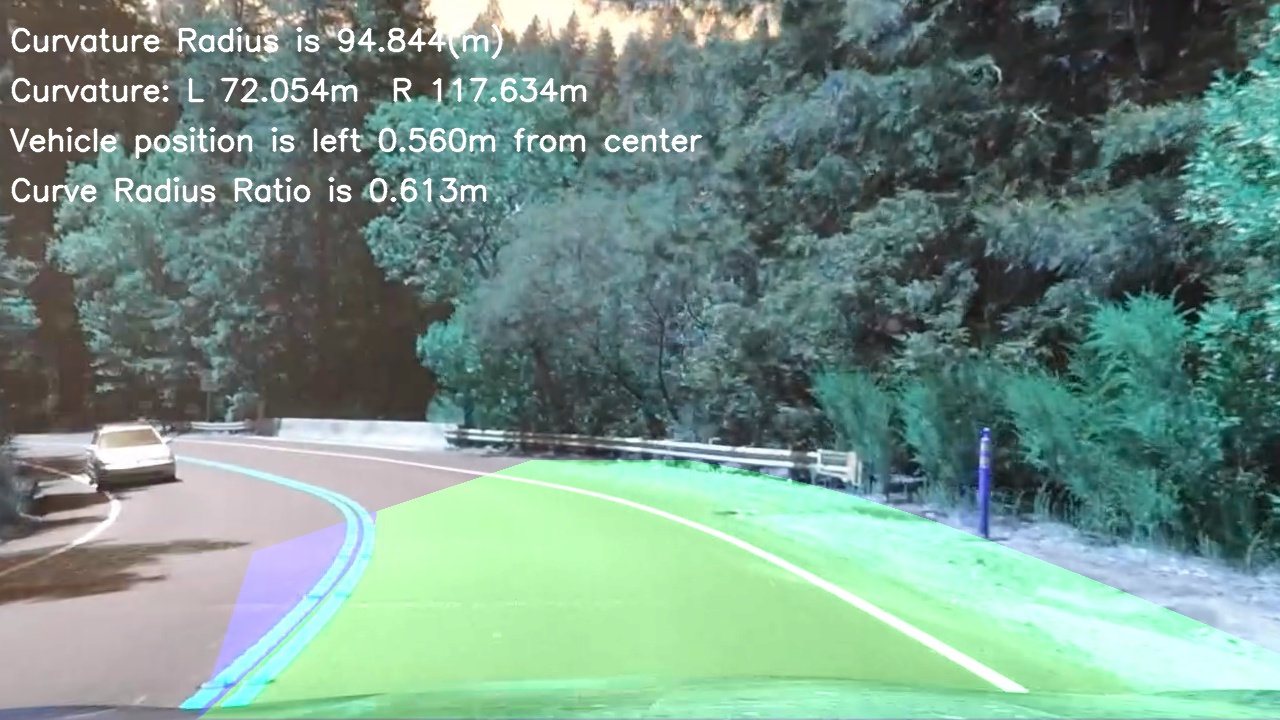 Curvature Radius is 94.844(m)
Curvature: L 72.054m R 117.634m
Vehicle position is left 0.560m from center
Curve Radius Ratio is 0.613m